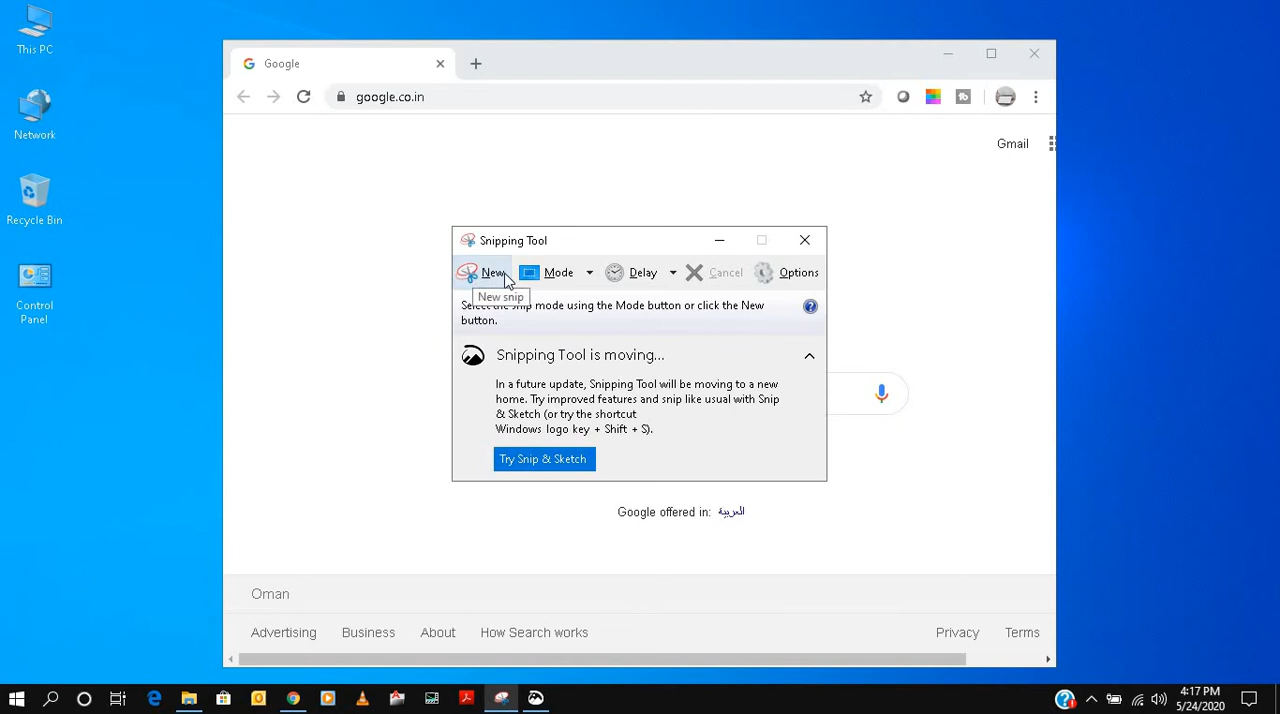 This PC
Network
Recycle Bin
Control
Panel
Google
google.co.in
Gmail
Snipping Tool
New
Mode
Delay
Cancel
Options
New snip
Select the snip mode using the Mode button or click the New
button.
Snipping Tool is moving...
In a future update, Snipping Tool will be moving to a new
home. Try improved features and snip like usual with Snip
& Sketch (or try the shortcut
Windows logo key + Shift + S).
Try Snip & Sketch
Google offered in: العربية
Oman
Advertising
Business
About
How Search works
Privacy
Terms
4:17 PM
5/24/2020